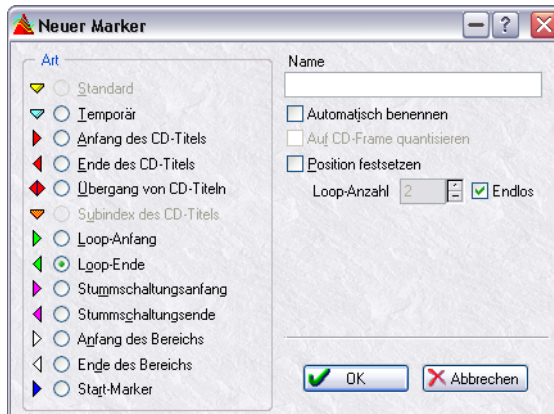 Neuer Marker
Art
Standard
Temporär
Anfang des CD-Titels
Ende des CD-Titels
Übergang von CD-Titeln
Subindex des CD-Titels
Loop-Anfang
Loop-Ende
Stummschaltungsanfang
Stummschaltungsende
Anfang des Bereichs
Ende des Bereichs
Start-Marker
Name
Automatisch benennen
Auf CD-Frame quantisieren
Position festsetzen
Loop-Anzahl 2 Endlos
OK Abbrechen